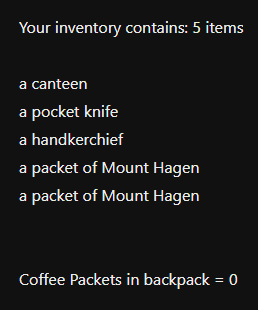 Your inventory contains: 5 items
a canteen
a pocket knife
a handkerchief
a packet of Mount Hagen
a packet of Mount Hagen
Coffee Packets in backpack = 0